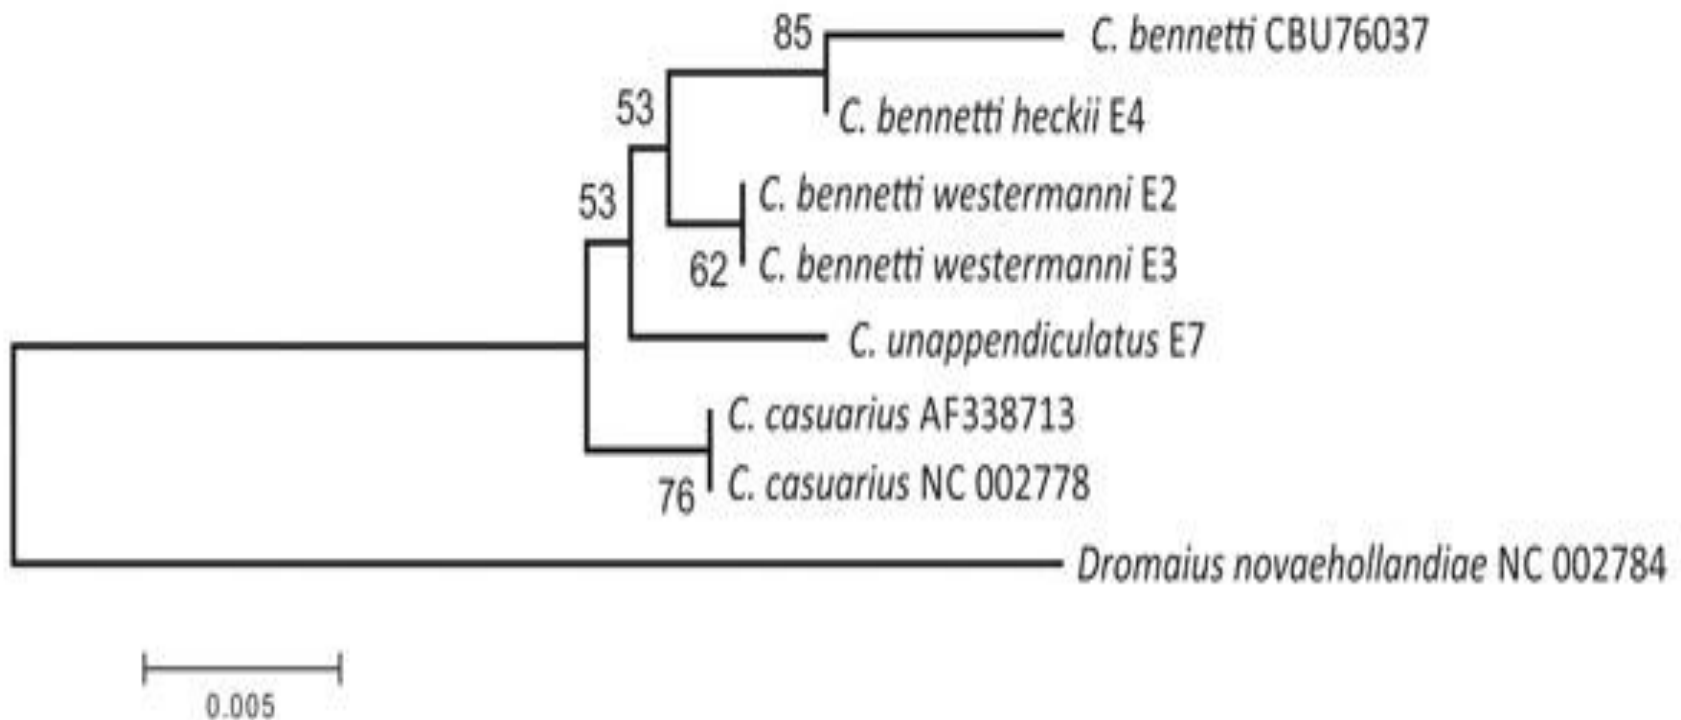 85
C. bennetti CBU76037
53
C. bennetti heckii E4
53
C. bennetti westermanni E2
62
C. bennetti westermanni E3
C. unappendiculatus E7
C. casuarius AF338713
76
C. casuarius NC 002778
Dromaius novaehollandiae NC 002784
0.005